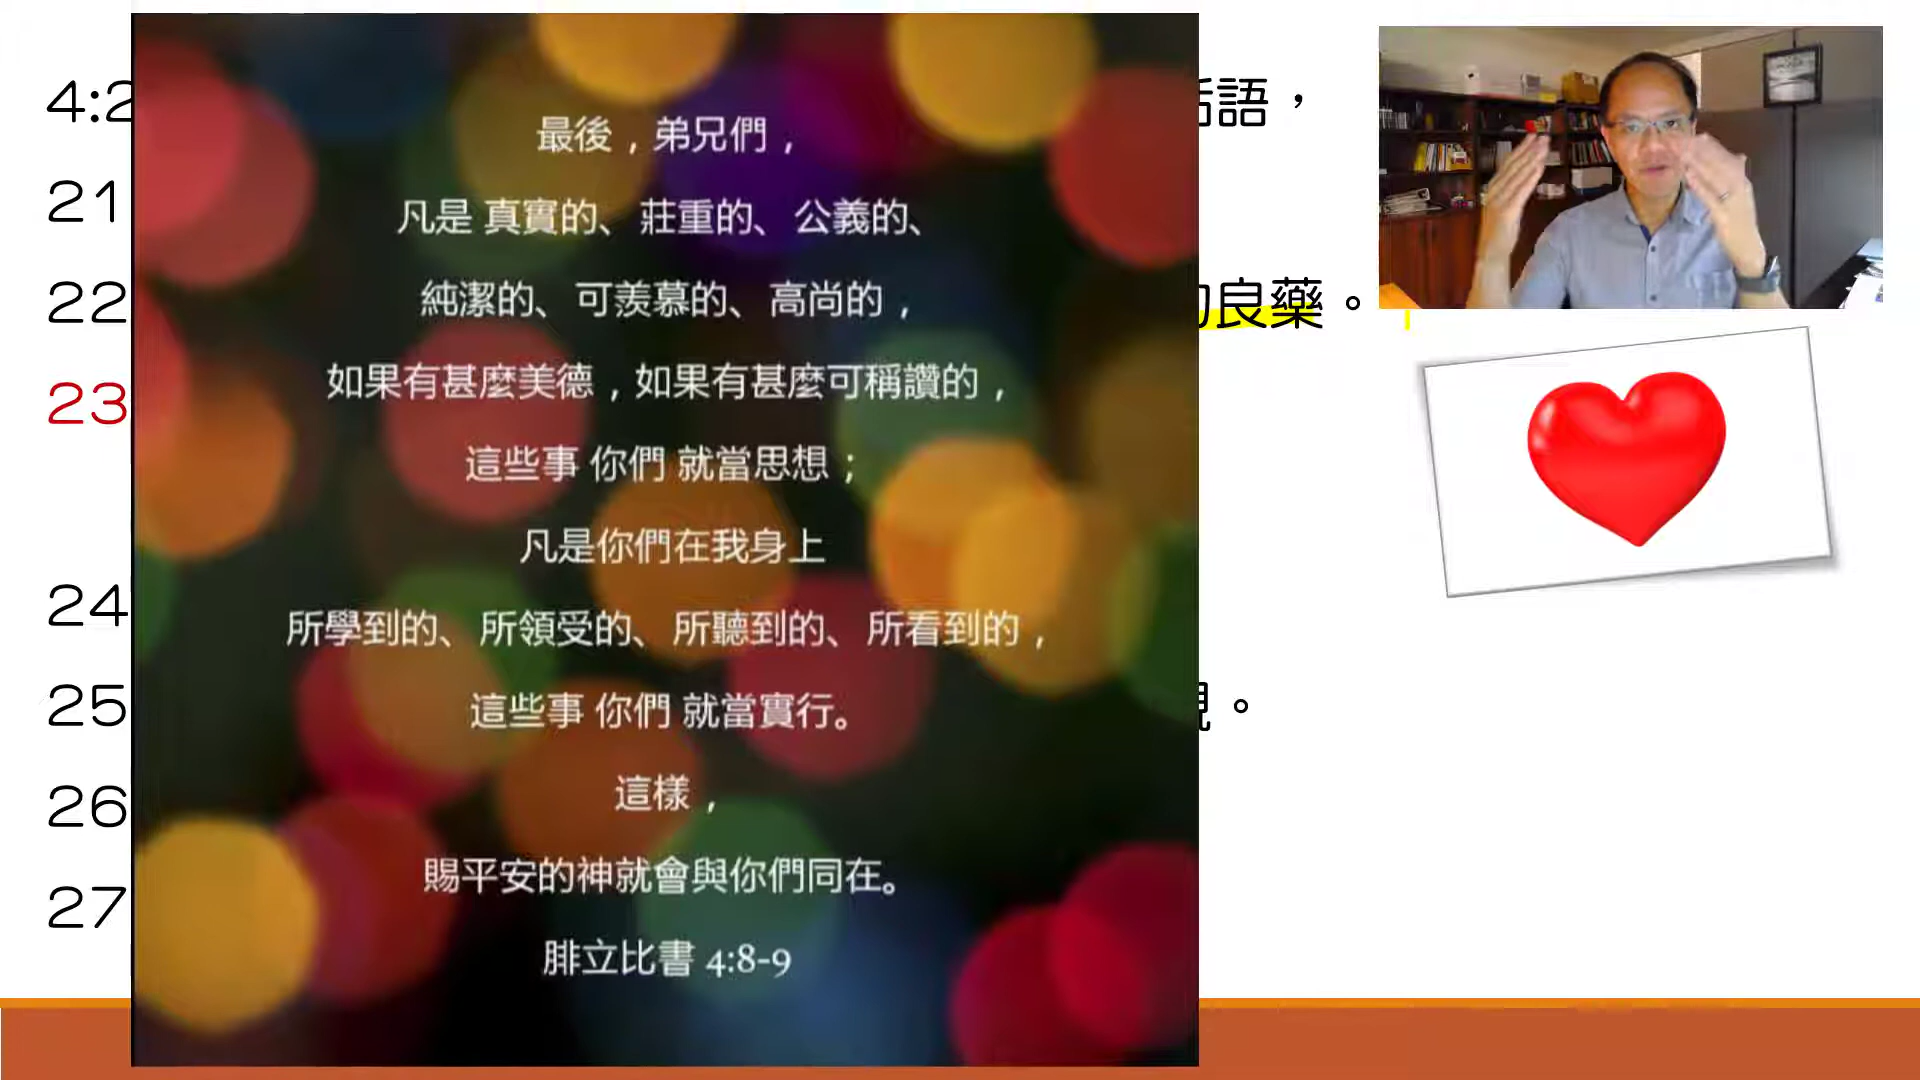 最後，弟兄們，
凡是 真實的、莊重的、公義的、
純潔的、可羨慕的、高尚的，
如果有甚麼美德，如果有甚麼可稱讚的，
這些事 你們 就當思想；
凡是你們在我身上
所學到的、所領受的、所聽到的、所看到的，
這些事 你們 就當實行。
這樣，
賜平安的神就會與你們同在。
腓立比書 4:8-9
4:2
話語，
21
22
的良藥。
23
24
25
。
26
27